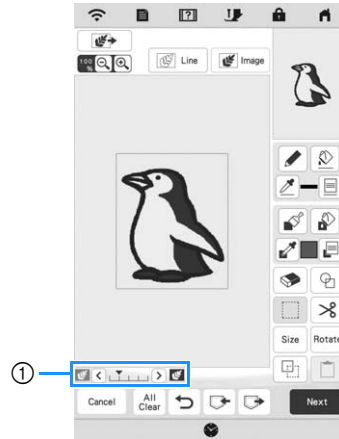 100 %
Line
Image
Size
Rotate
①
Cancel
All
Clear
Next